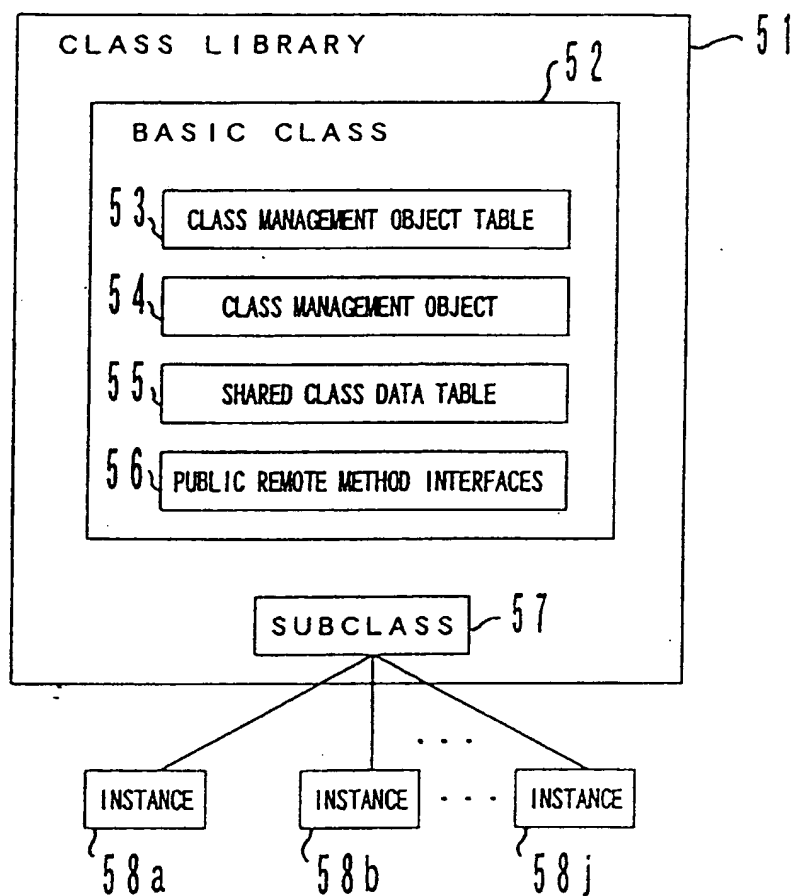 CLASS LIBRARY
51
52
BASIC CLASS
53
CLASS MANAGEMENT OBJECT TABLE
54
CLASS MANAGEMENT OBJECT
55
SHARED CLASS DATA TABLE
56
PUBLIC REMOTE METHOD INTERFACES
SUBCLASS
57
. . .
INSTANCE
INSTANCE
. . .
INSTANCE
58a
58b
58j